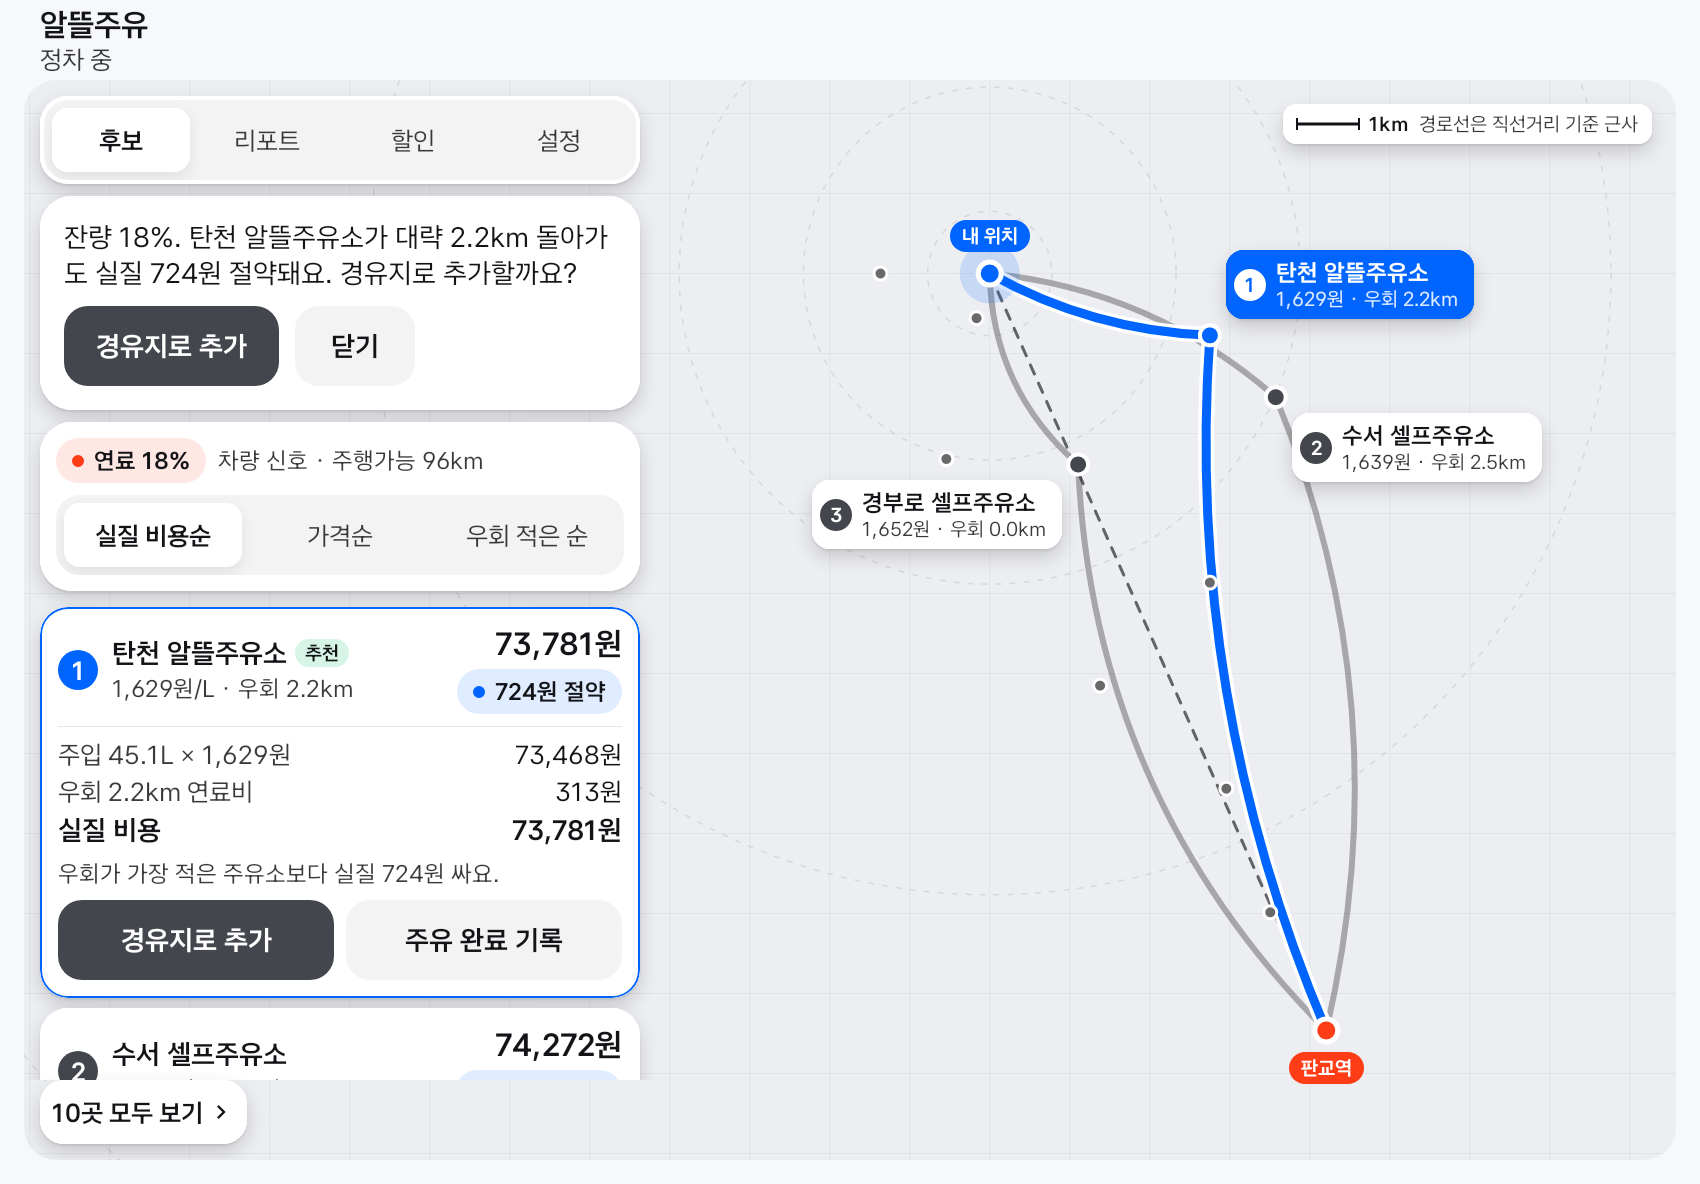 알뜰주유
정차 중
후보
리포트
할인
설정
잔량 18%. 탄천 알뜰주유소가 대략 2.2km 돌아가
도 실질 724원 절약돼요. 경유지로 추가할까요?
경유지로 추가
닫기
연료 18%
차량 신호 · 주행가능 96km
실질 비용순
가격순
우회 적은 순
1
탄천 알뜰주유소
추천
1,629원/L · 우회 2.2km
73,781원
724원 절약
주입 45.1L × 1,629원
73,468원
우회 2.2km 연료비
313원
실질 비용
73,781원
우회가 가장 적은 주유소보다 실질 724원 싸요.
경유지로 추가
주유 완료 기록
2
수서 셀프주유소
74,272원
10곳 모두 보기
1km
경로선은 직선거리 기준 근사
내 위치
1
탄천 알뜰주유소
1,629원 · 우회 2.2km
2
수서 셀프주유소
1,639원 · 우회 2.5km
3
경부로 셀프주유소
1,652원 · 우회 0.0km
판교역